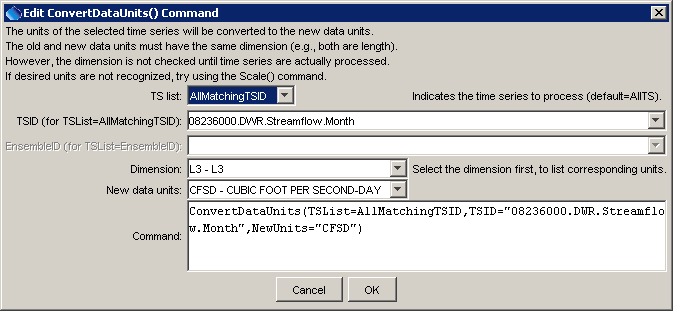 Edit ConvertDataUnits() Command
The units of the selected time series will be converted to the new data units.
The old and new data units must have the same dimension (e.g., both are length).
However, the dimension is not checked until time series are actually processed.
If desired units are not recognized, try using the Scale() command.
TS list: AllMatchingTSID Indicates the time series to process (default=AllTS).
TSID (for TSList=AllMatchingTSID): 08236000.DWR.Streamflow.Month
EnsembleID (for TSList=EnsembleID):
Dimension: L3 - L3 Select the dimension first, to list corresponding units.
New data units: CFSD - CUBIC FOOT PER SECOND-DAY
ConvertDataUnits(TSList=AllMatchingTSID,TSID="08236000.DWR.Streamflo
w.Month",NewUnits="CFSD")
Command:
Cancel OK